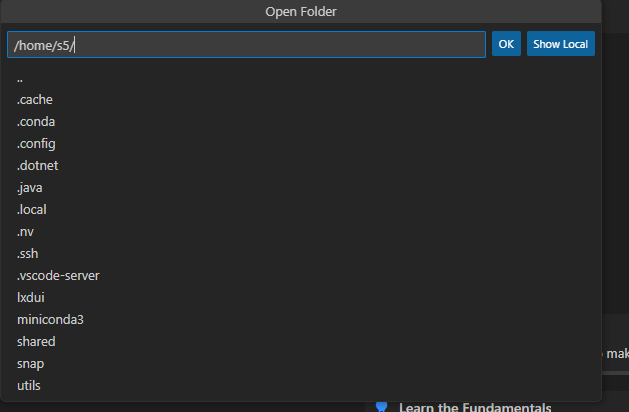 Open Folder
/home/s5/
OK
Show Local
..
.cache
.conda
.config
.dotnet
.java
.local
.nv
.ssh
.vscode-server
lxdui
miniconda3
shared
snap
utils
mak
Learn the Fundamentals